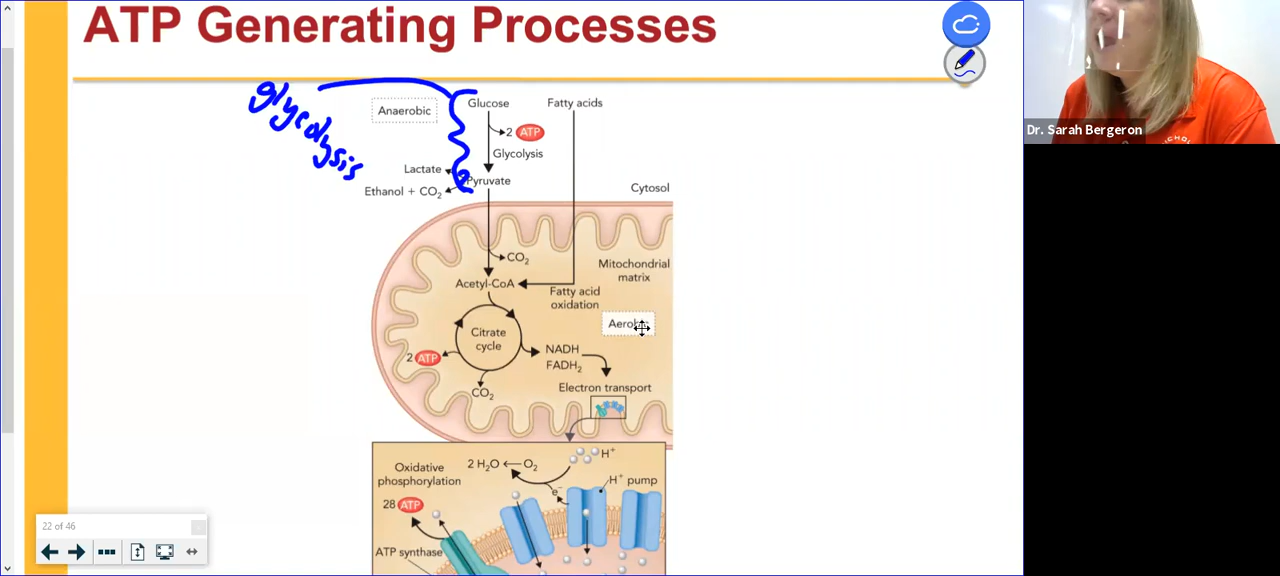 ATP Generating Processes
glycolysis
Anaerobic
Glucose
Fatty acids
2 ATP
Glycolysis
Lactate
Pyruvate
Ethanol + CO₂
Cytosol
CO₂
Mitochondrial
matrix
Acetyl-CoA
Fatty acid
oxidation
Citrate
cycle
2 ATP
NADH
FADH₂
CO₂
Electron transport
Oxidative
phosphorylation
2 H₂O ← O₂
H⁺
e⁻
H⁺ pump
28 ATP
ATP synthase
22 of 46
Dr. Sarah Bergeron